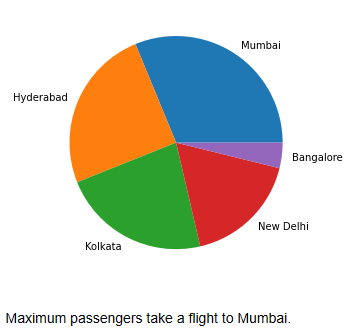 Mumbai
Hyderabad
Bangalore
New Delhi
Kolkata
Maximum passengers take a flight to Mumbai.